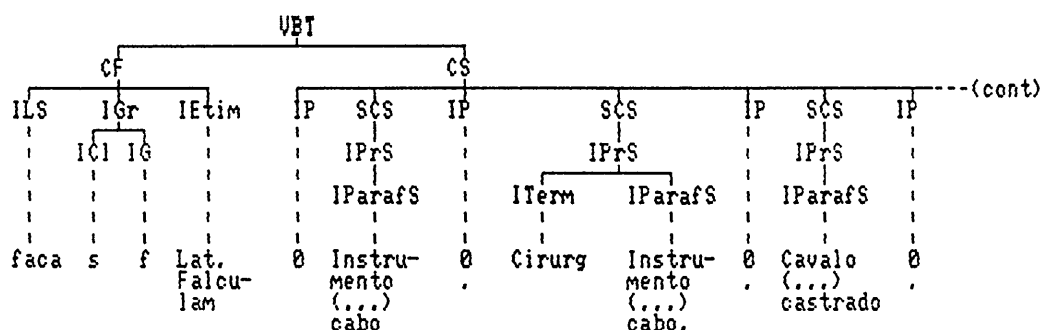 VBT
CF CS
ILS IGr IEtim IP SCS IP SCS IP SCS IP ---(cont)
ICl IG IPrS IPrS IPrS
IParafS ITerm IParafS IParafS
faca s f Lat. 0 Instru- 0 Cirurg Instru- 0 Cavalo 0
Falcu- mento . mento . (...) .
lam (...) (...) castrado
cabo cabo.